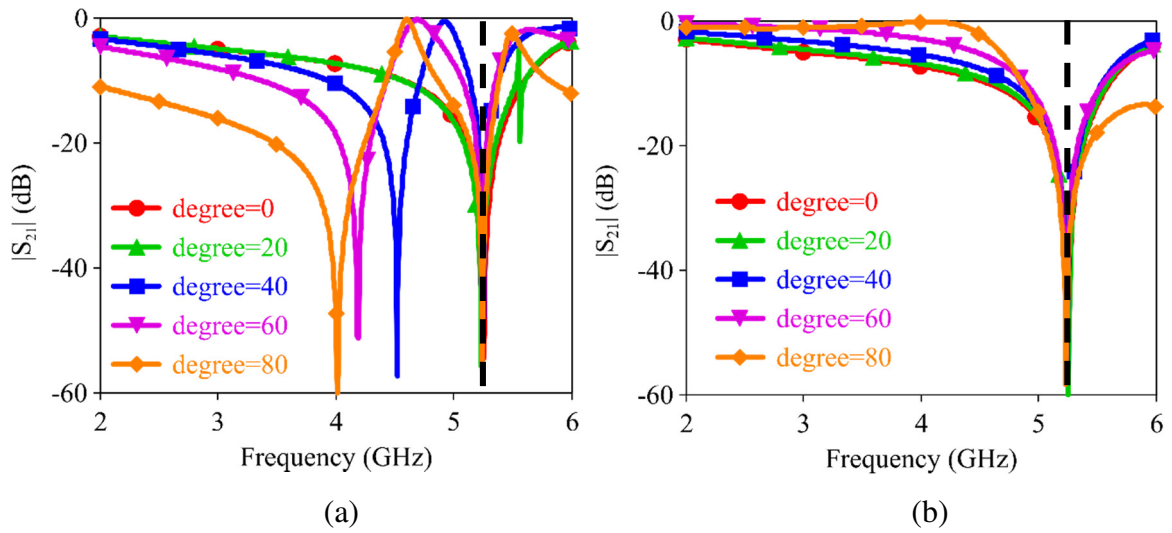 |S21| (dB)
0
-20
-40
-60
degree=0
degree=20
degree=40
degree=60
degree=80
2 3 4 5 6
Frequency (GHz)
(a)
|S21| (dB)
0
-20
-40
-60
degree=0
degree=20
degree=40
degree=60
degree=80
2 3 4 5 6
Frequency (GHz)
(b)